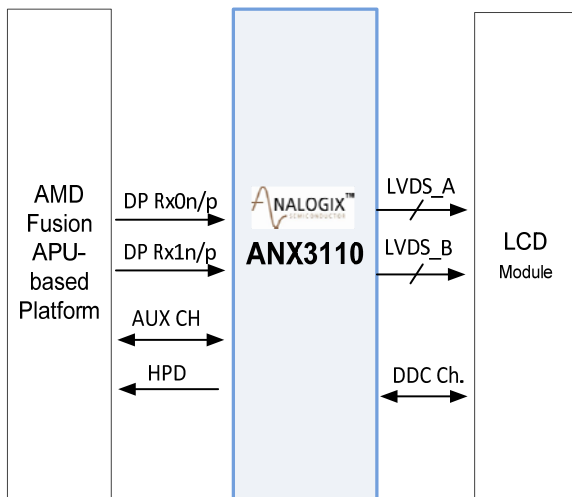 AMD
Fusion
APU-
based
Platform
DP Rx0n/p
DP Rx1n/p
AUX CH
HPD
ANALOGIX™
SEMICONDUCTOR
ANX3110
LVDS_A
LVDS_B
DDC Ch.
LCD
Module